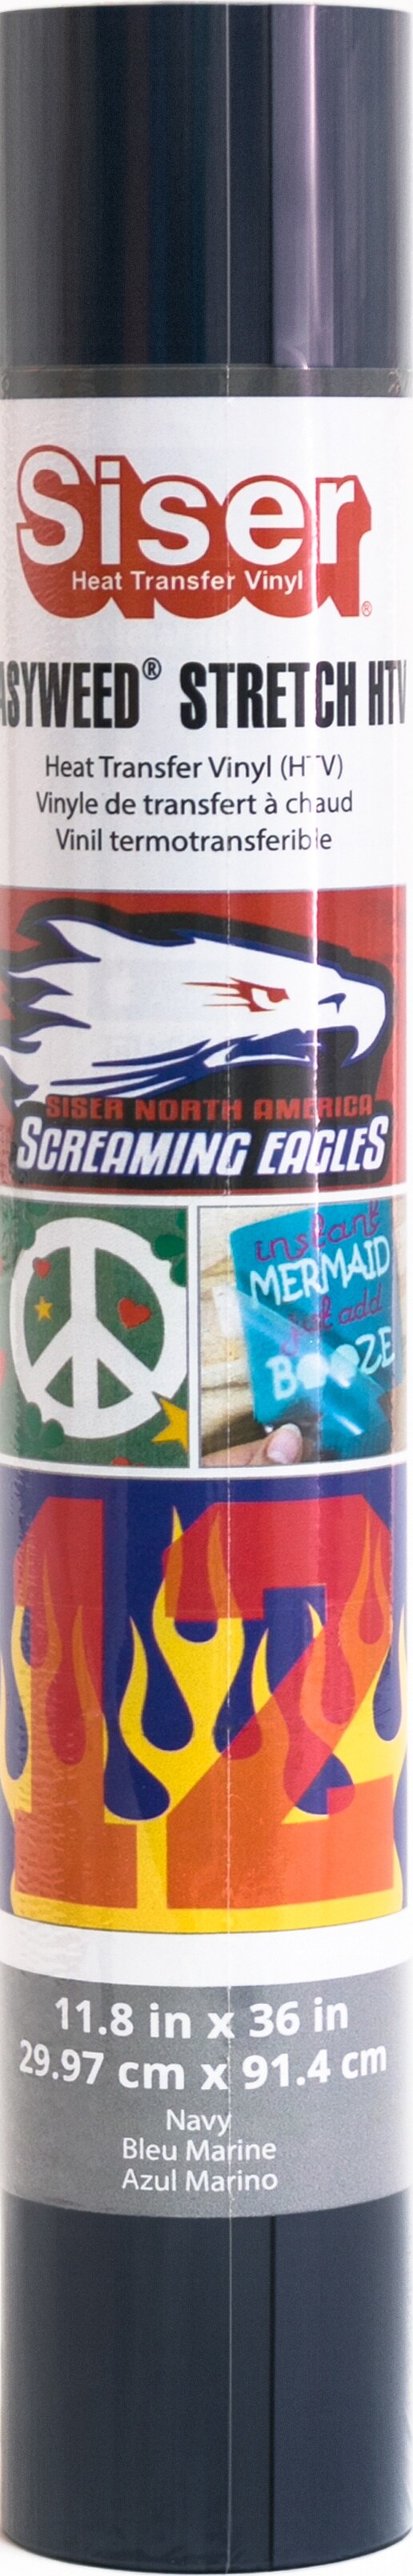 Siser
Heat Transfer Vinyl
®
ASYWEED® STRETCH HTV
Heat Transfer Vinyl (HTV)
Vinyle de transfert à chaud
Vinil termotransferible
SISER NORTH AMERICA
SCREAMING EAGLES
instant
MERMAID
just add
BOOZE
12
11.8 in x 36 in
29.97 cm x 91.4 cm
Navy
Bleu Marine
Azul Marino